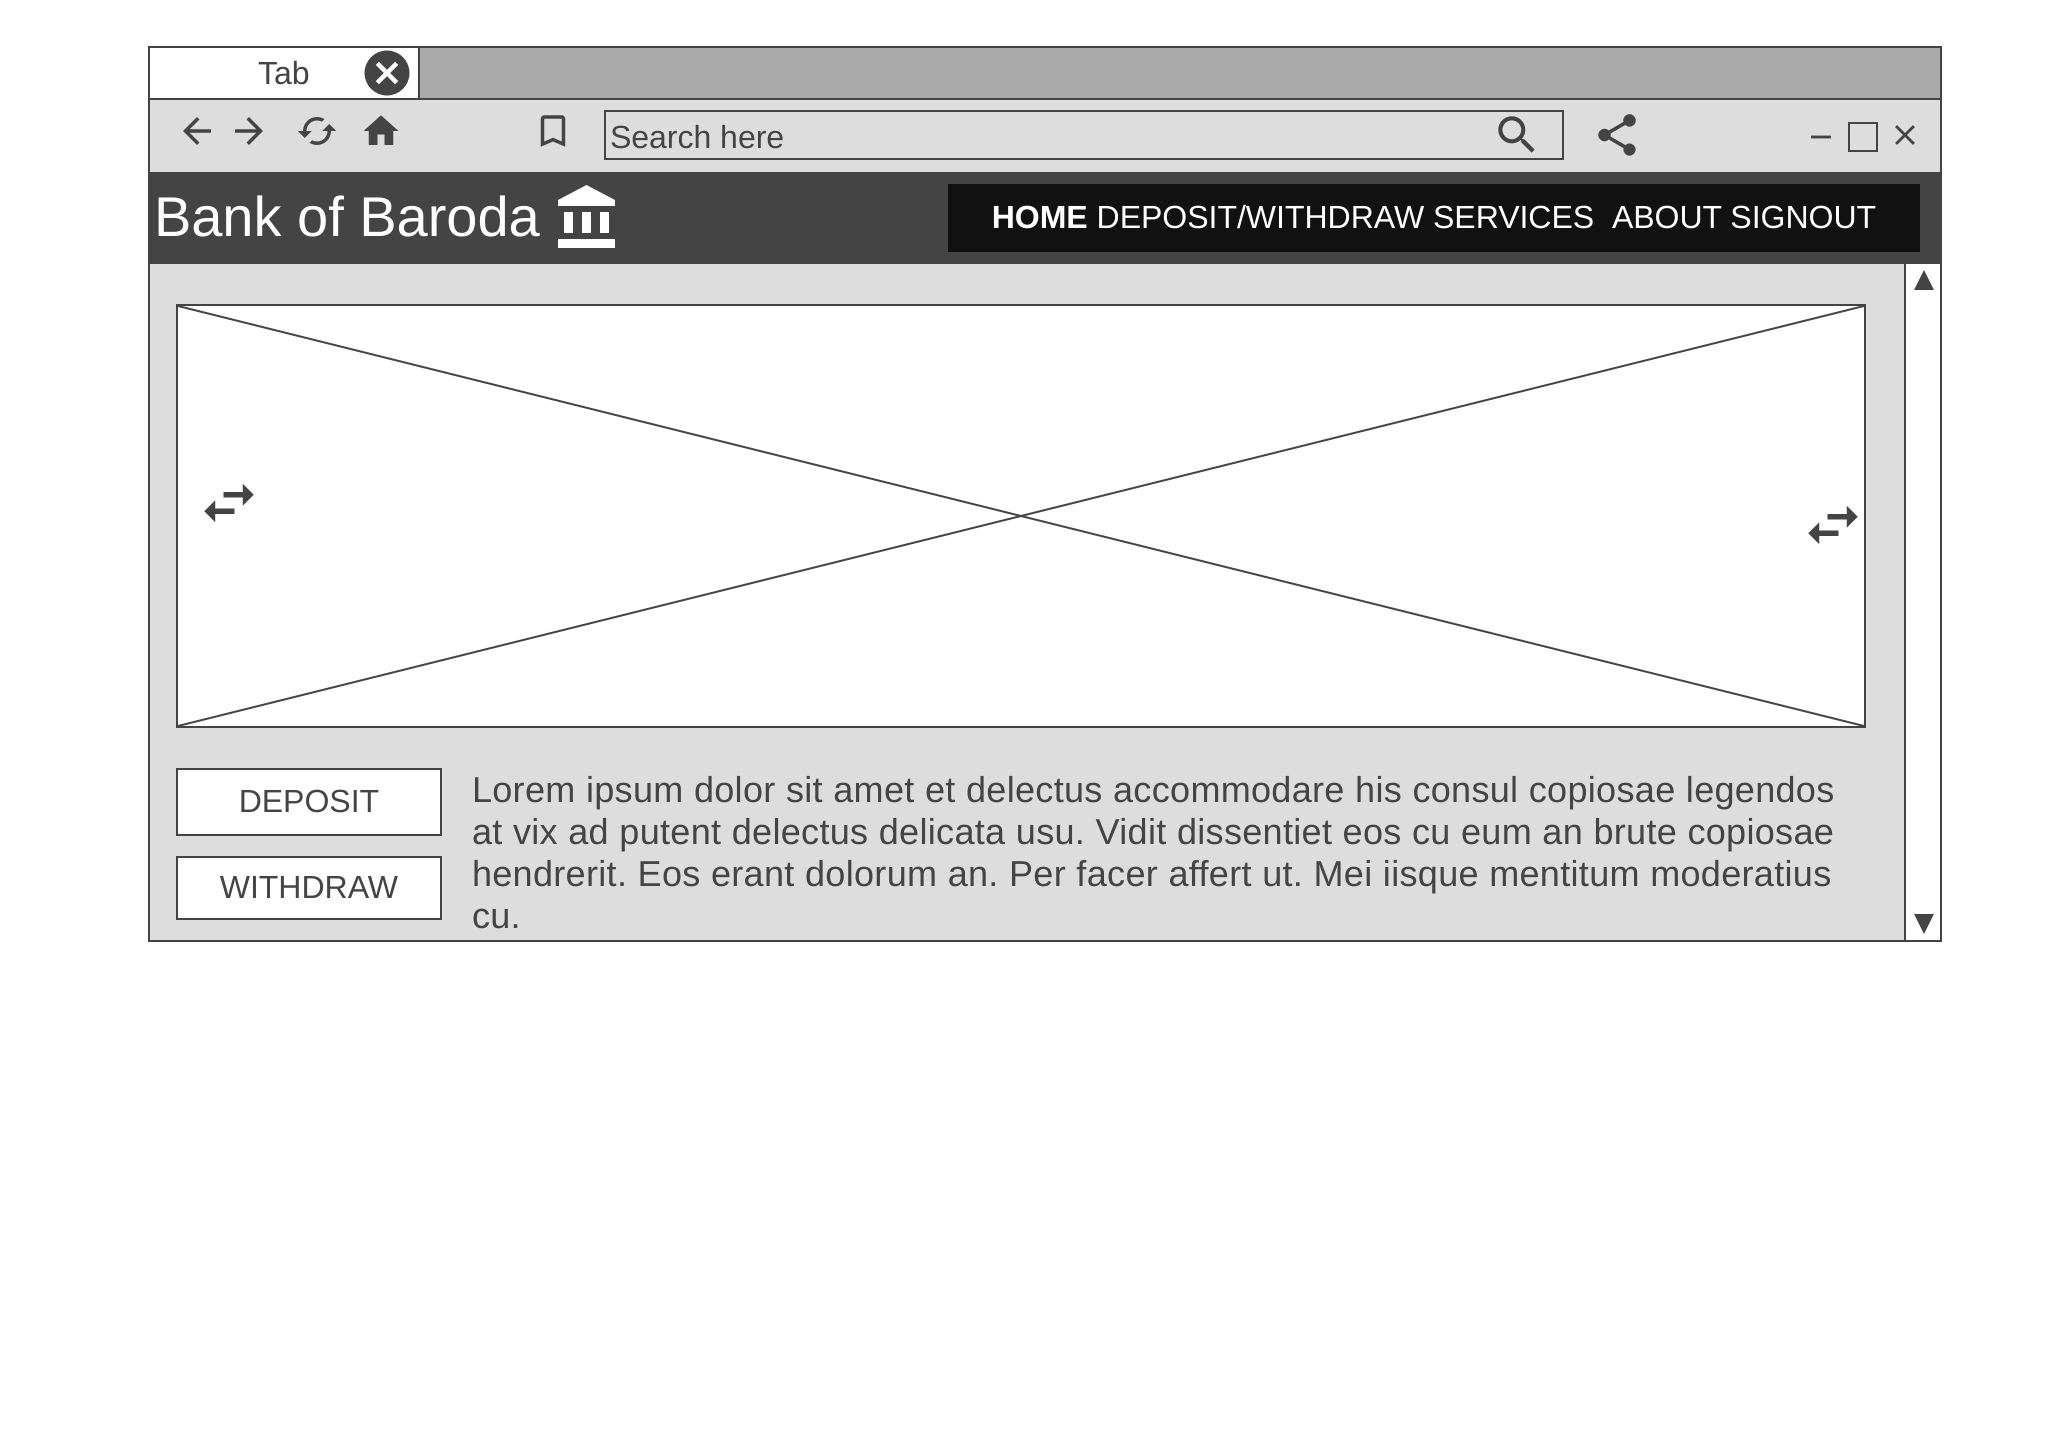 Tab
Search here
Bank of Baroda
HOME DEPOSIT/WITHDRAW SERVICES ABOUT SIGNOUT
DEPOSIT
WITHDRAW
Lorem ipsum dolor sit amet et delectus accommodare his consul copiosae legendos
at vix ad putent delectus delicata usu. Vidit dissentiet eos cu eum an brute copiosae
hendrerit. Eos erant dolorum an. Per facer affert ut. Mei iisque mentitum moderatius
cu.